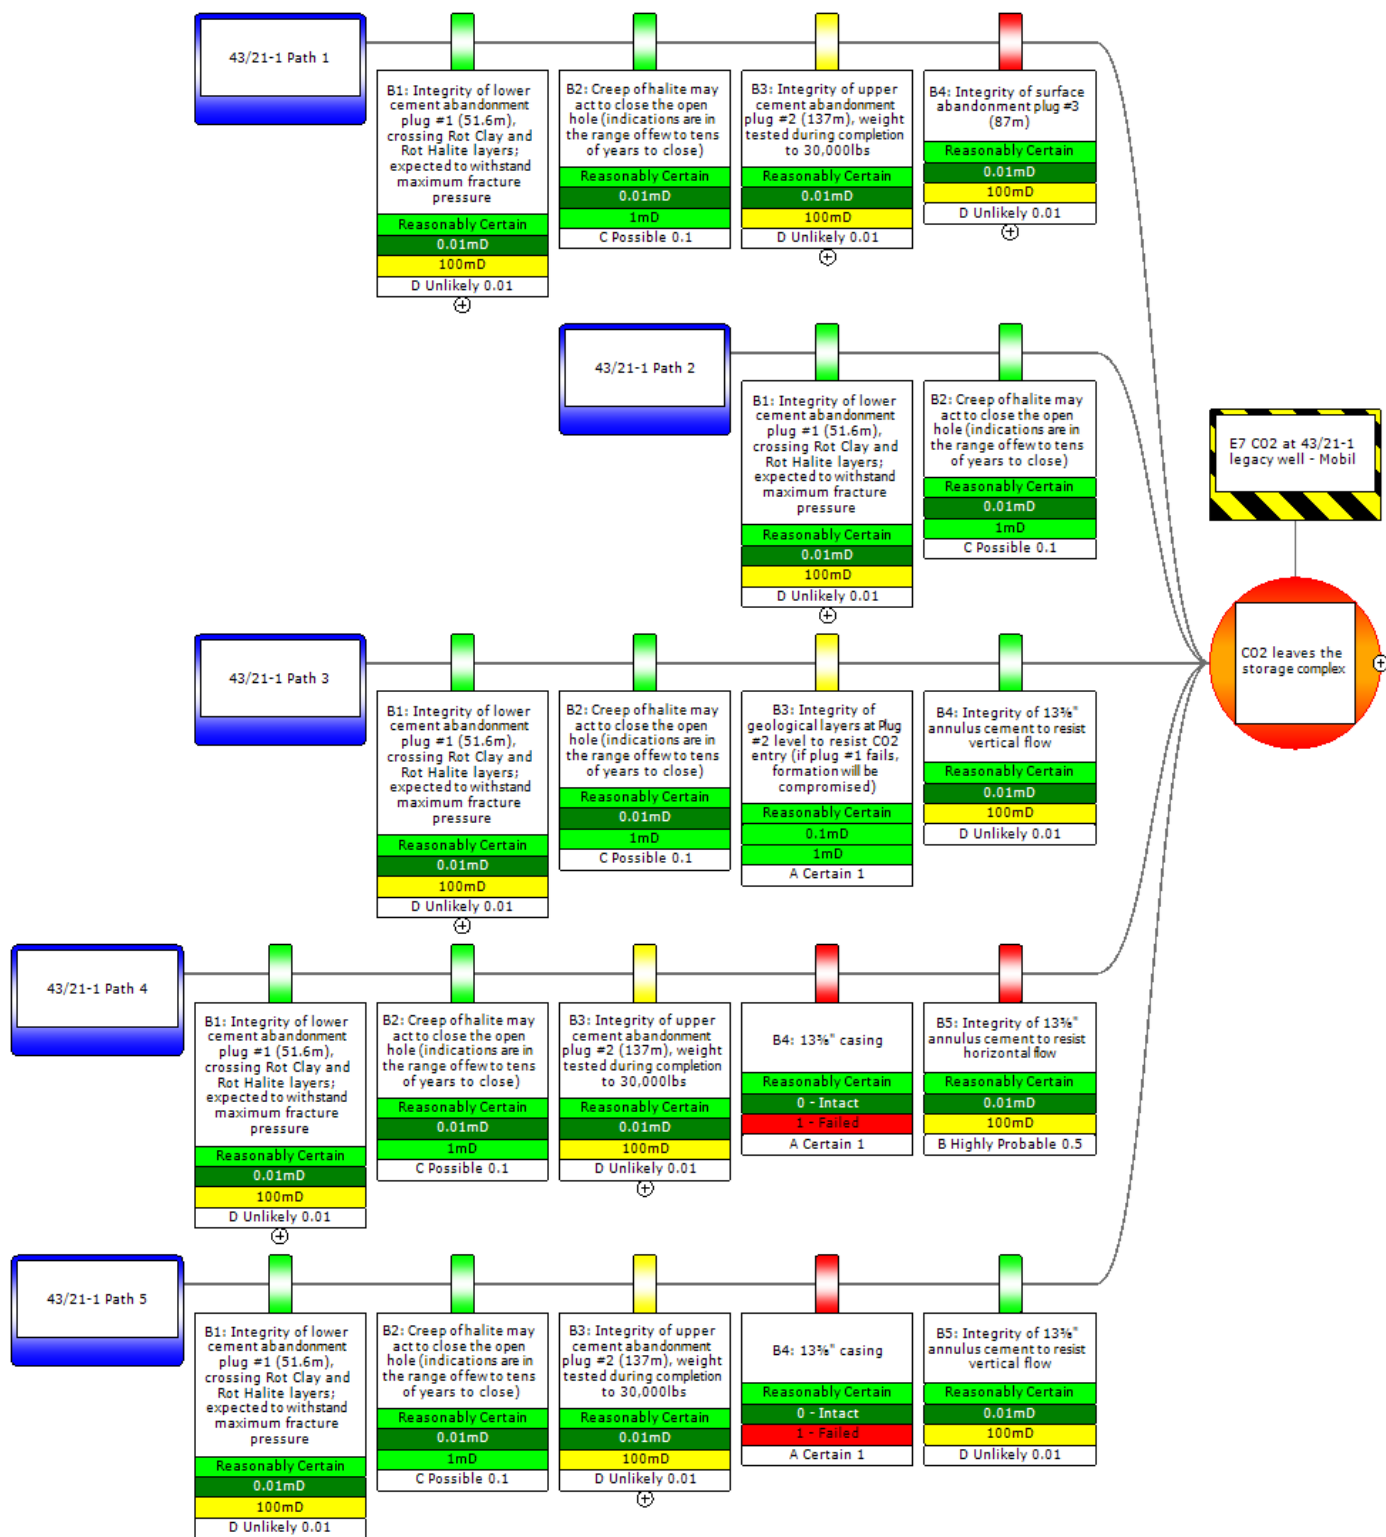 43/21-1 Path 1
B1: Integrity of lower
cement abandonment
plug #1 (51.6m),
crossing Rot Clay and
Rot Halite layers;
expected to withstand
maximum fracture
pressure
Reasonably Certain
0.01mD
100mD
D Unlikely 0.01
B2: Creep of halite may
act to close the open
hole (indications are in
the range of few to tens
of years to close)
Reasonably Certain
0.01mD
1mD
C Possible 0.1
B3: Integrity of upper
cement abandonment
plug #2 (137m), weight
tested during completion
to 30,000lbs
Reasonably Certain
0.01mD
100mD
D Unlikely 0.01
B4: Integrity of surface
abandonment plug #3
(87m)
Reasonably Certain
0.01mD
100mD
D Unlikely 0.01
43/21-1 Path 2
B1: Integrity of lower
cement abandonment
plug #1 (51.6m),
crossing Rot Clay and
Rot Halite layers;
expected to withstand
maximum fracture
pressure
Reasonably Certain
0.01mD
100mD
D Unlikely 0.01
B2: Creep of halite may
act to close the open
hole (indications are in
the range of few to tens
of years to close)
Reasonably Certain
0.01mD
1mD
C Possible 0.1
E7 CO2 at 43/21-1
legacy well - Mobil
CO2 leaves the
storage complex
43/21-1 Path 3
B1: Integrity of lower
cement abandonment
plug #1 (51.6m),
crossing Rot Clay and
Rot Halite layers;
expected to withstand
maximum fracture
pressure
Reasonably Certain
0.01mD
100mD
D Unlikely 0.01
B2: Creep of halite may
act to close the open
hole (indications are in
the range of few to tens
of years to close)
Reasonably Certain
0.01mD
1mD
C Possible 0.1
B3: Integrity of
geological layers at Plug
#2 level to resist CO2
entry (if plug #1 fails,
formation will be
compromised)
Reasonably Certain
0.1mD
1mD
A Certain 1
B4: Integrity of 13⅜"
annulus cement to resist
vertical flow
Reasonably Certain
0.01mD
100mD
D Unlikely 0.01
43/21-1 Path 4
B1: Integrity of lower
cement abandonment
plug #1 (51.6m),
crossing Rot Clay and
Rot Halite layers;
expected to withstand
maximum fracture
pressure
Reasonably Certain
0.01mD
100mD
D Unlikely 0.01
B2: Creep of halite may
act to close the open
hole (indications are in
the range of few to tens
of years to close)
Reasonably Certain
0.01mD
1mD
C Possible 0.1
B3: Integrity of upper
cement abandonment
plug #2 (137m), weight
tested during completion
to 30,000lbs
Reasonably Certain
0.01mD
100mD
D Unlikely 0.01
B4: 13⅜" casing
Reasonably Certain
0 - Intact
1 - Failed
A Certain 1
B5: Integrity of 13⅜"
annulus cement to resist
horizontal flow
Reasonably Certain
0.01mD
100mD
B Highly Probable 0.5
43/21-1 Path 5
B1: Integrity of lower
cement abandonment
plug #1 (51.6m),
crossing Rot Clay and
Rot Halite layers;
expected to withstand
maximum fracture
pressure
Reasonably Certain
0.01mD
100mD
D Unlikely 0.01
B2: Creep of halite may
act to close the open
hole (indications are in
the range of few to tens
of years to close)
Reasonably Certain
0.01mD
1mD
C Possible 0.1
B3: Integrity of upper
cement abandonment
plug #2 (137m), weight
tested during completion
to 30,000lbs
Reasonably Certain
0.01mD
100mD
D Unlikely 0.01
B4: 13⅜" casing
Reasonably Certain
0 - Intact
1 - Failed
A Certain 1
B5: Integrity of 13⅜"
annulus cement to resist
vertical flow
Reasonably Certain
0.01mD
100mD
D Unlikely 0.01